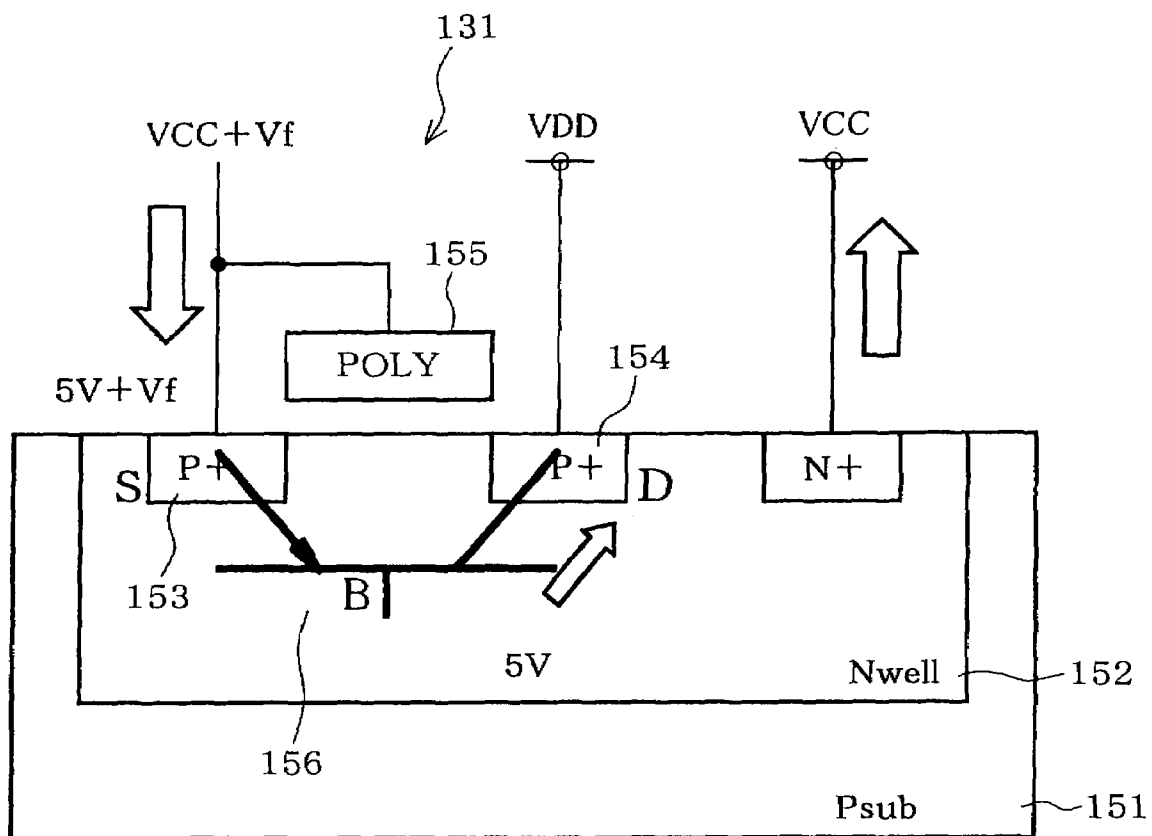 131
VCC+Vf
VDD
VCC
155
POLY
154
5V+Vf
P+
P+
N+
S
D
153
B
5V
Nwell
152
156
Psub
151